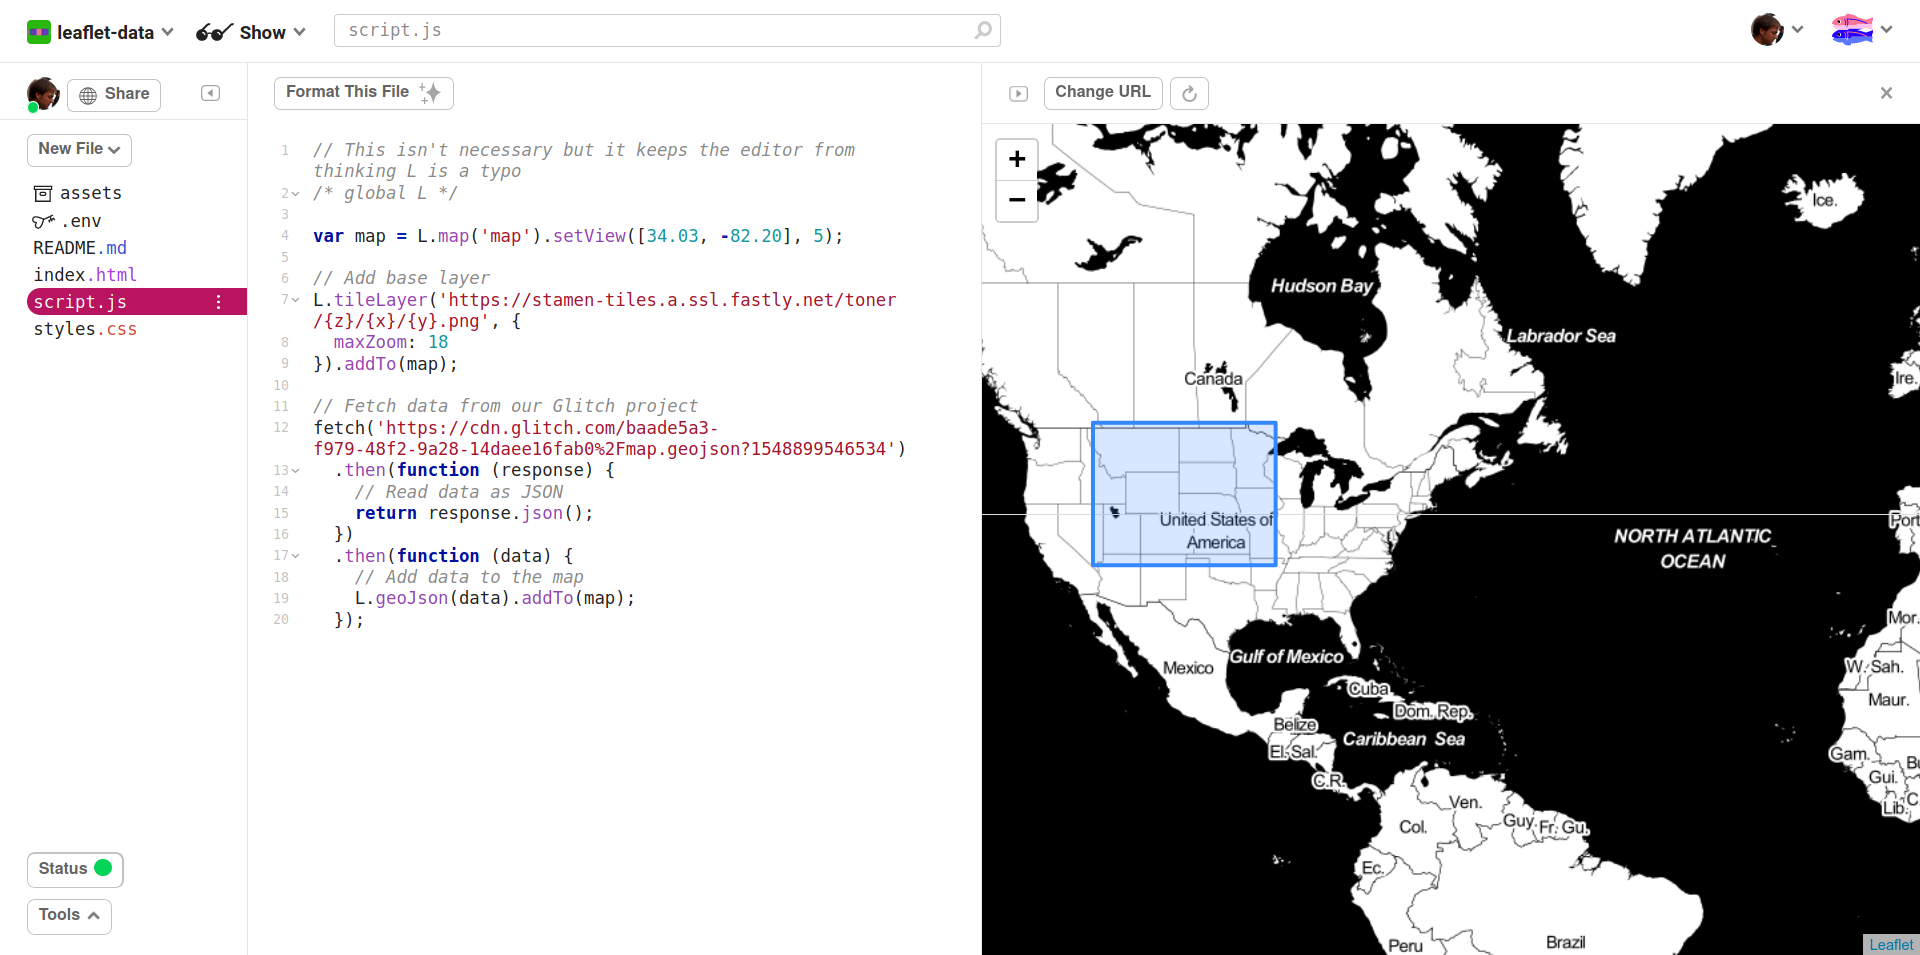 leaflet-data
Show
script.js
Share
Format This File
Change URL
New File
assets
.env
README.md
index.html
script.js
styles.css
Status
Tools
1 // This isn't necessary but it keeps the editor from
thinking L is a typo
2 /* global L */
3
4 var map = L.map('map').setView([34.03, -82.20], 5);
5
6 // Add base layer
7 L.tileLayer('https://stamen-tiles.a.ssl.fastly.net/toner
/{z}/{x}/{y}.png', {
8 maxZoom: 18
9 }).addTo(map);
10
11 // Fetch data from our Glitch project
12 fetch('https://cdn.glitch.com/baade5a3-
f979-48f2-9a28-14daee16fab0%2Fmap.geojson?1548899546534')
13 .then(function (response) {
14 // Read data as JSON
15 return response.json();
16 })
17 .then(function (data) {
18 // Add data to the map
19 L.geoJson(data).addTo(map);
20 });
+
−
Ice.
Hudson Bay
Labrador Sea
Canada
Ire.
United States of
America
Port
NORTH ATLANTIC
OCEAN
Mor.
Gulf of Mexico
Mexico
W. Sah.
Cuba
Maur.
Dom. Rep.
Belize
Caribbean Sea
El. Sal.
Gam.
Bu
C.R.
Gui.
Ven.
C
Lib.
Guy.
Fr. Gu.
Col.
Ec.
Brazil
Peru
Leaflet